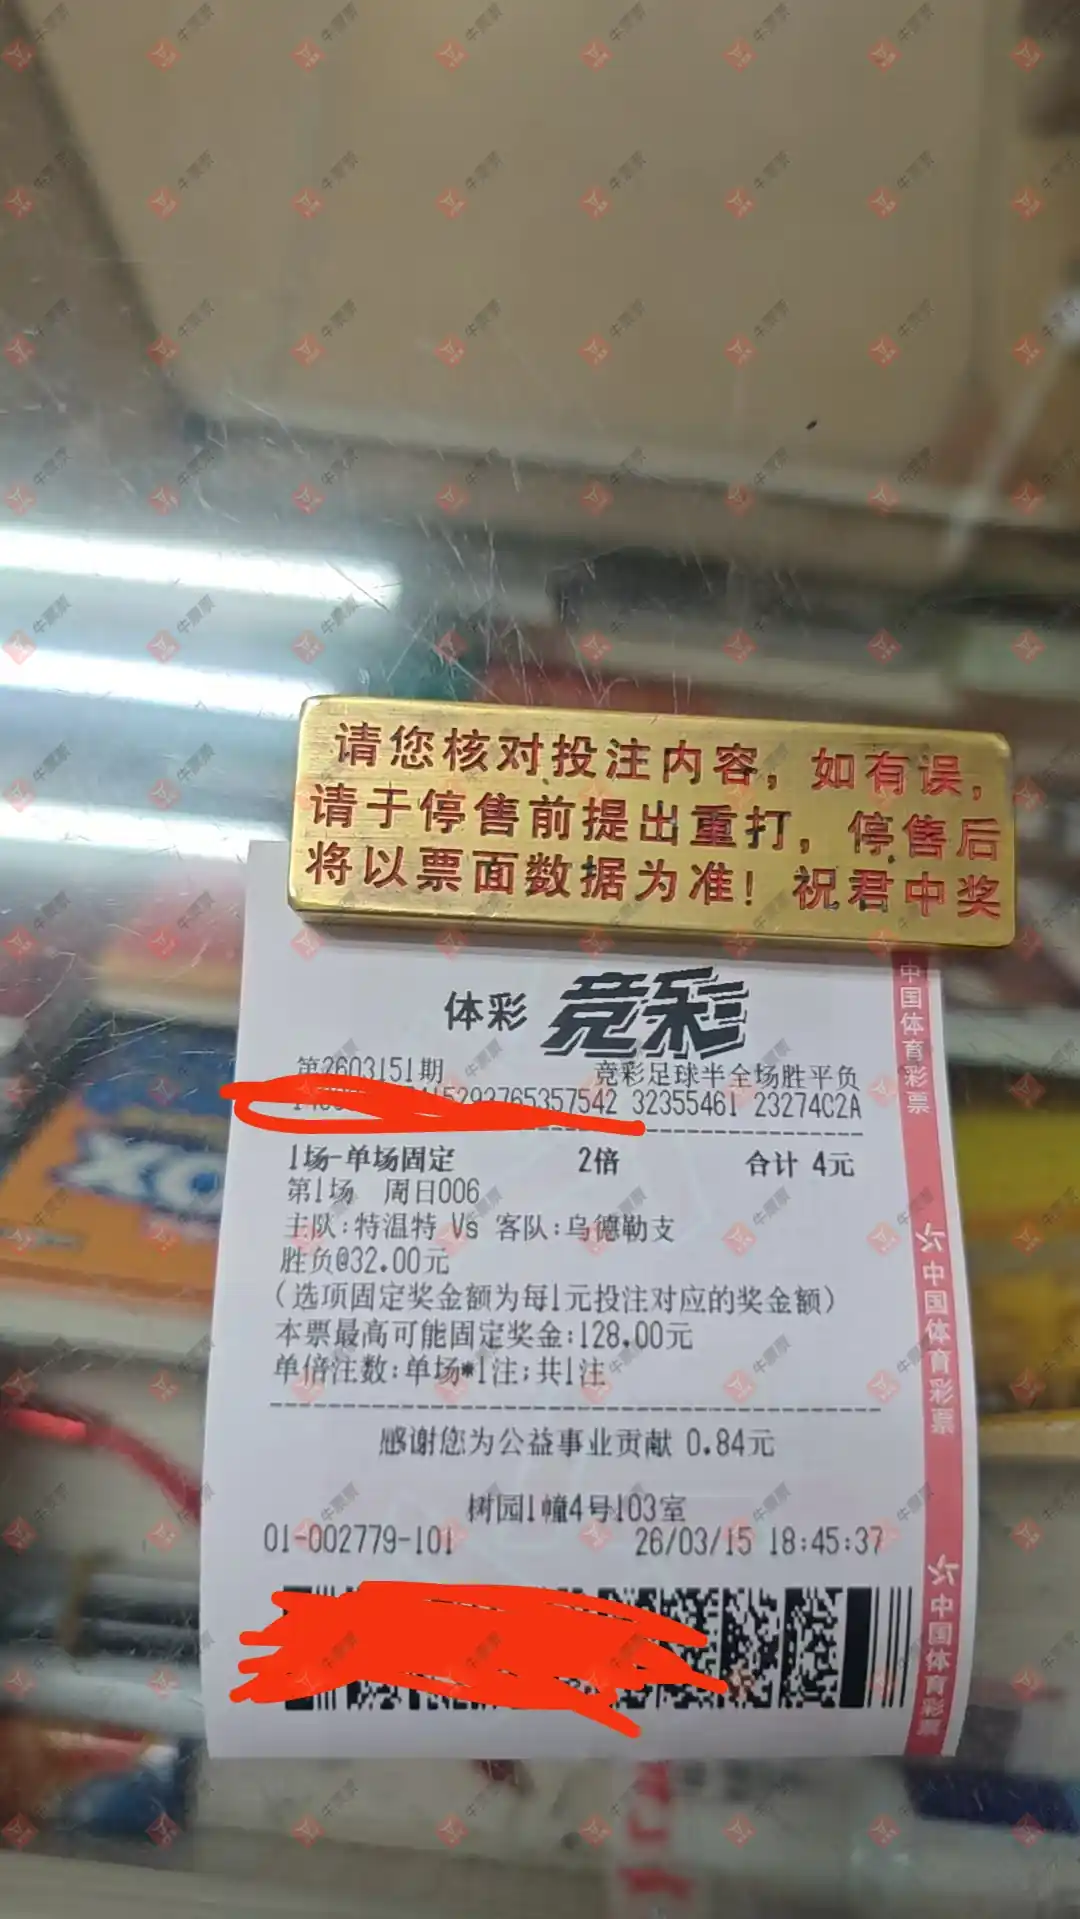 请您核对投注内容，如有误，
请于停售前提出重打，停售后
将以票面数据为准！祝君中奖
体彩 竞彩
第2603151期 竞彩足球半全场胜平负
5293765357542 32355461 23274C2A
1场-单场固定 2倍 合计 4元
第1场 周日006
主队:特温特 Vs 客队:乌德勒支
胜负@32.00元
(选项固定奖金额为每1元投注对应的奖金额)
本票最高可能固定奖金:128.00元
单倍注数:单场*1注;共1注
感谢您为公益事业贡献 0.84元
树园1幢4号103室
01-002779-101 26/03/15 18:45:37
中国体育彩票
中国体育彩票
中国体育彩票
牛票票